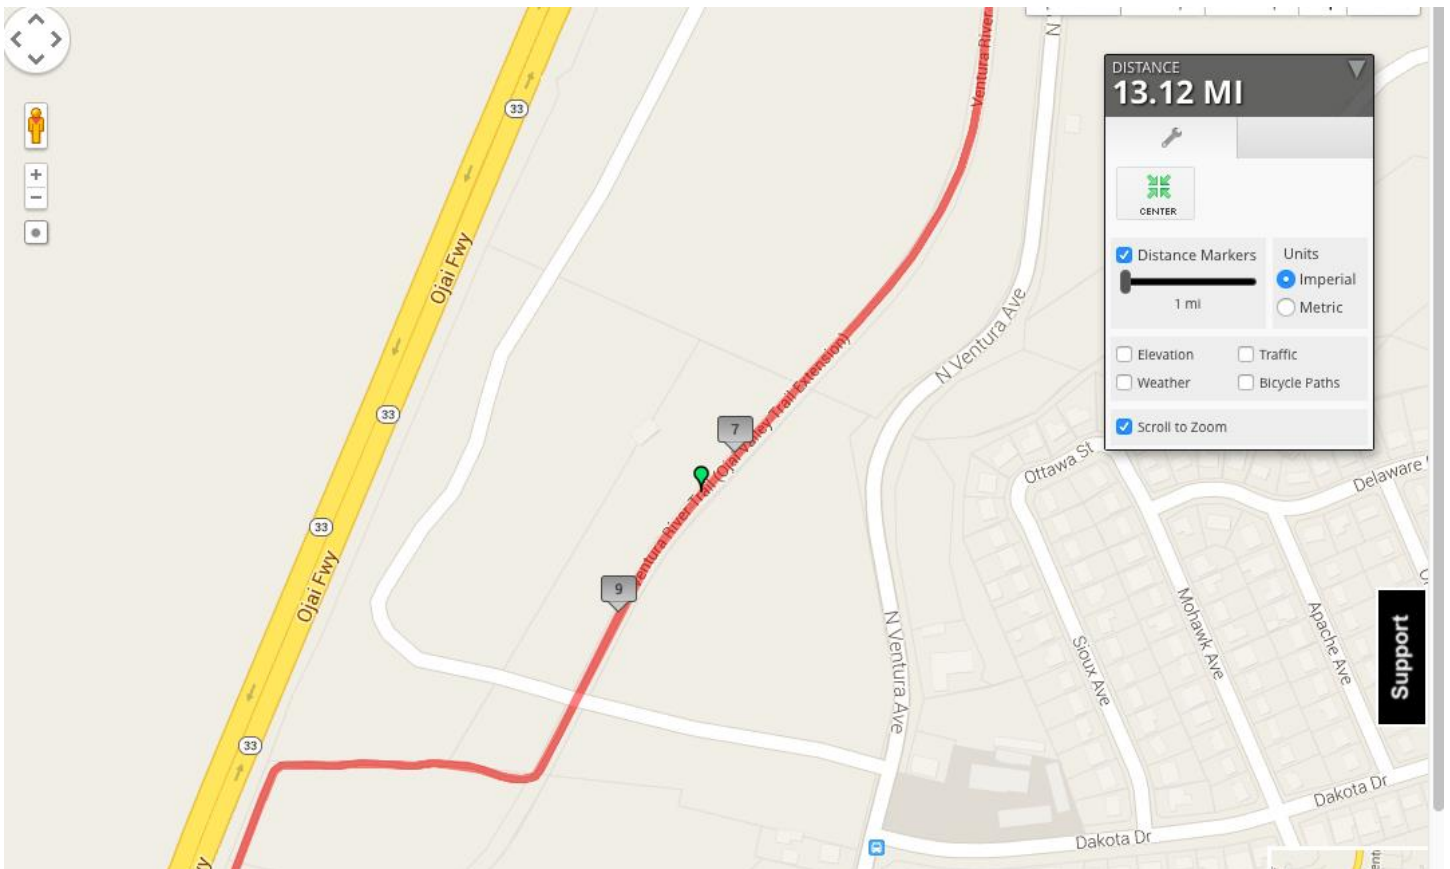 Ventura River
N V
33
DISTANCE
13.12 MI
CENTER
Distance Markers
1 mi
Units
Imperial
Metric
Elevation
Traffic
Weather
Bicycle Paths
Scroll to Zoom
Ojai Fwy
N Ventura Ave
33
7
Ventura River Trail (Ojai Valley Trail Extension)
Ottawa St
Delaware
33
Ojai Fwy
9
N Ventura Ave
Sioux Ave
Mohawk Ave
Apache Ave
Support
33
Dakota Dr
Dakota Dr